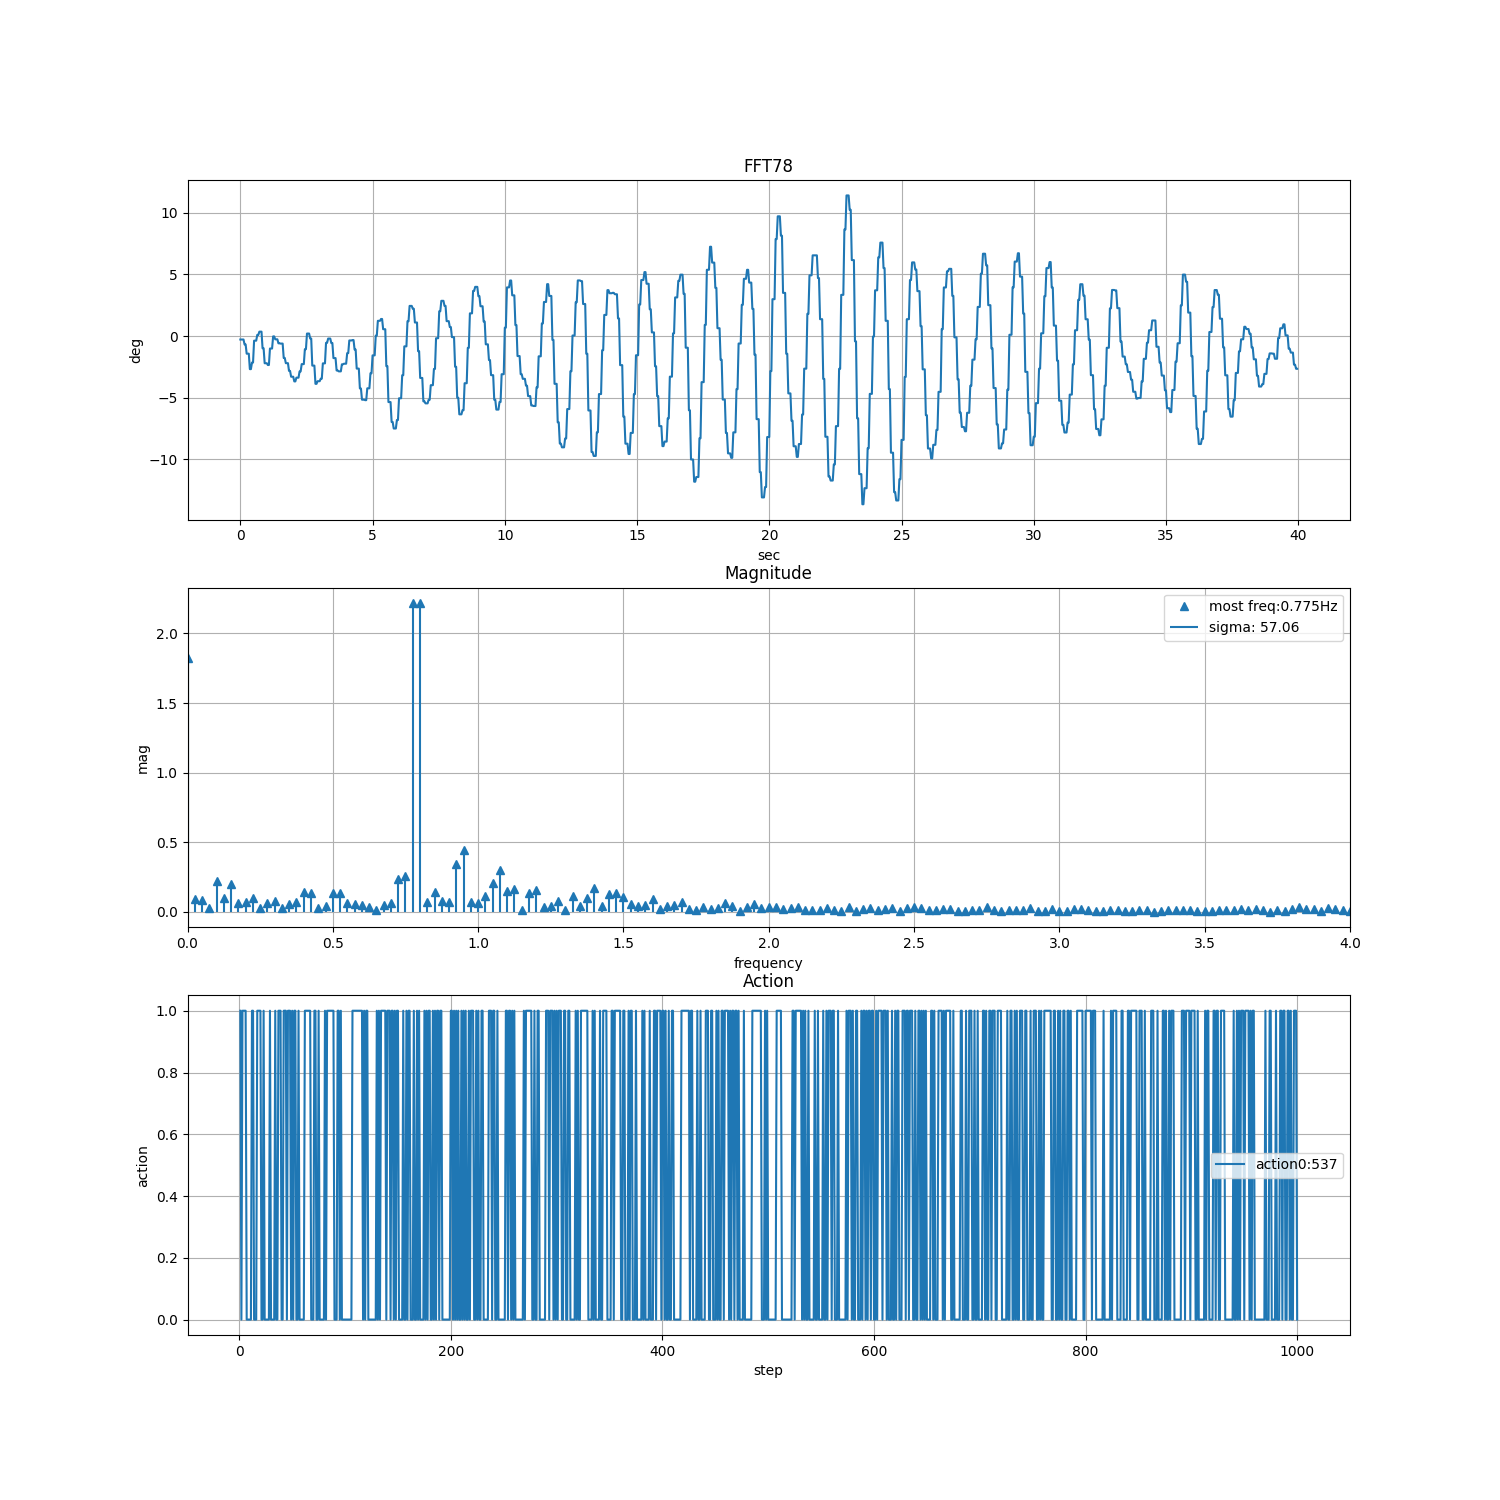 FFT78
10
5
0
−5
−10
deg
0 5 10 15 20 25 30 35 40
sec
Magnitude
most freq:0.775Hz
sigma: 57.06
2.0
1.5
1.0
0.5
0.0
mag
0.0 0.5 1.0 1.5 2.0 2.5 3.0 3.5 4.0
frequency
Action
1.0
0.8
0.6
0.4
0.2
0.0
action
action0:537
0 200 400 600 800 1000
step